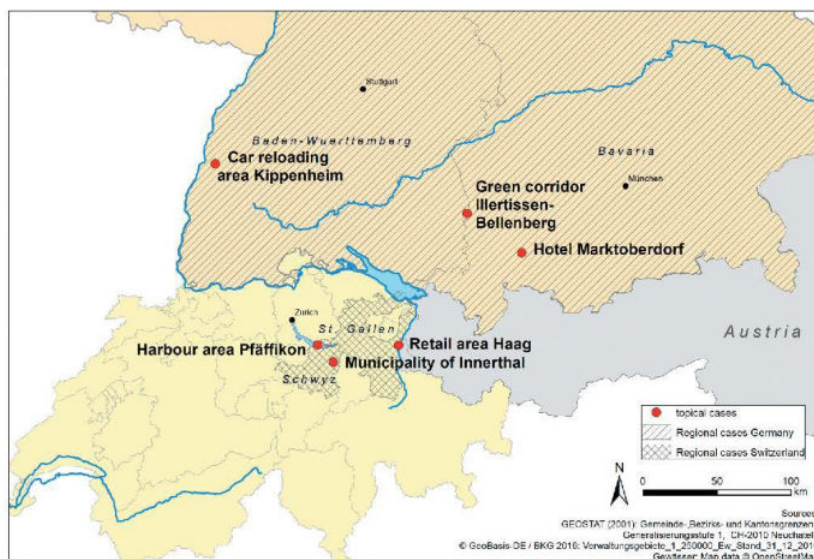 Stuttgart
Baden-Wuerttemberg
Car reloading
area Kippenheim
Bavaria
München
Green corridor
Illertissen-
Bellenberg
Hotel Marktoberdorf
Zürich
St. Gallen
Austria
Harbour area Pfäffikon
Retail area Haag
Municipality of Innerthal
Schwyz
topical cases
Regional cases Germany
Regional cases Switzerland
N
0 50 100
km
Sources
GEOSTAT (2001): Gemeinde-,Bezirks- und Kantonsgrenzen
Generalisierungsstufe 1, CH-2010 Neuchatel
© GeoBasis-DE / BKG 2016: Verwaltungsgebiete_1_250000_Ew_Stand_31_12_201
Gewässer: Map data © OpenStreetMa